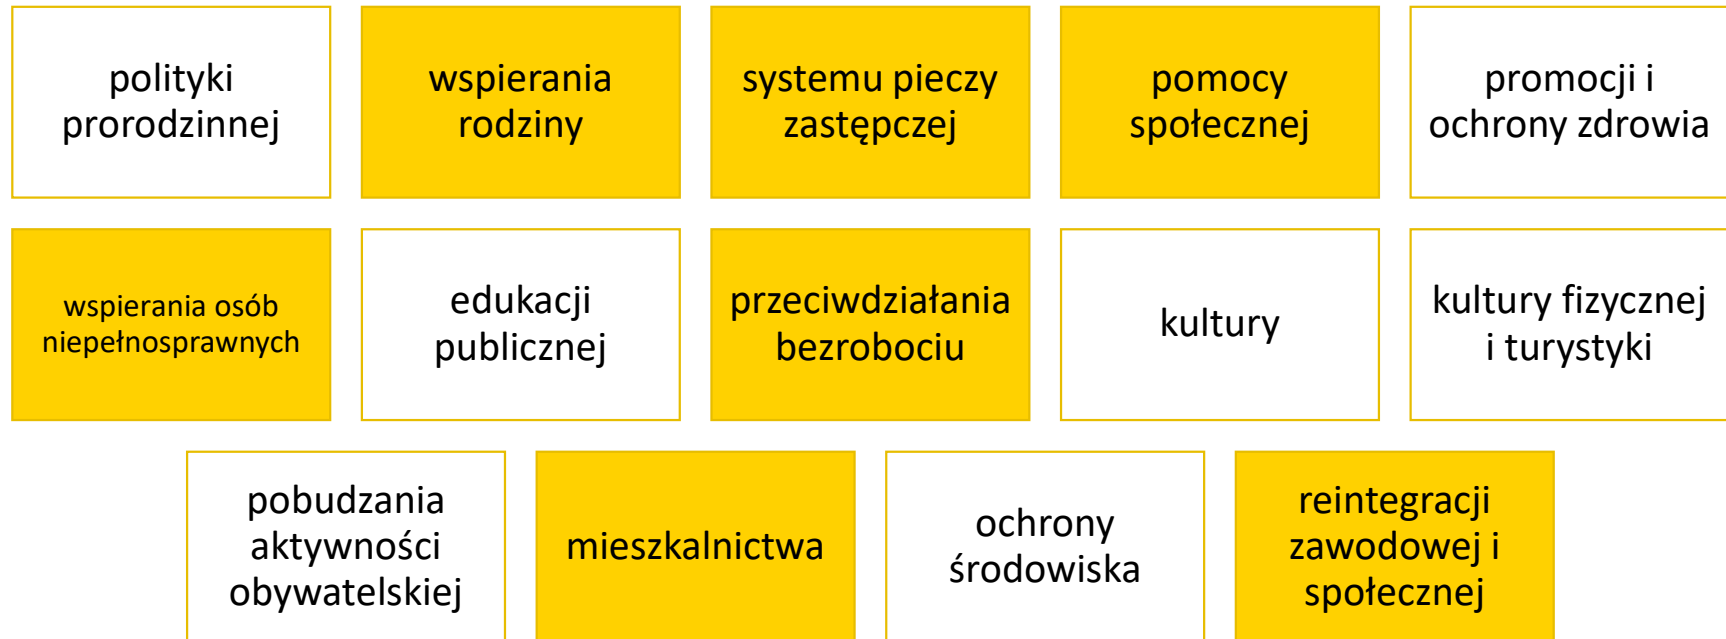 polityki
prorodzinnej
wspierania
rodziny
systemu pieczy
zastępczej
pomocy
społecznej
promocji i
ochrony zdrowia
wspierania osób
niepełnosprawnych
edukacji
publicznej
przeciwdziałania
bezrobociu
kultury
kultury fizycznej
i turystyki
pobudzania
aktywności
obywatelskiej
mieszkalnictwa
ochrony
środowiska
reintegracji
zawodowej i
społecznej